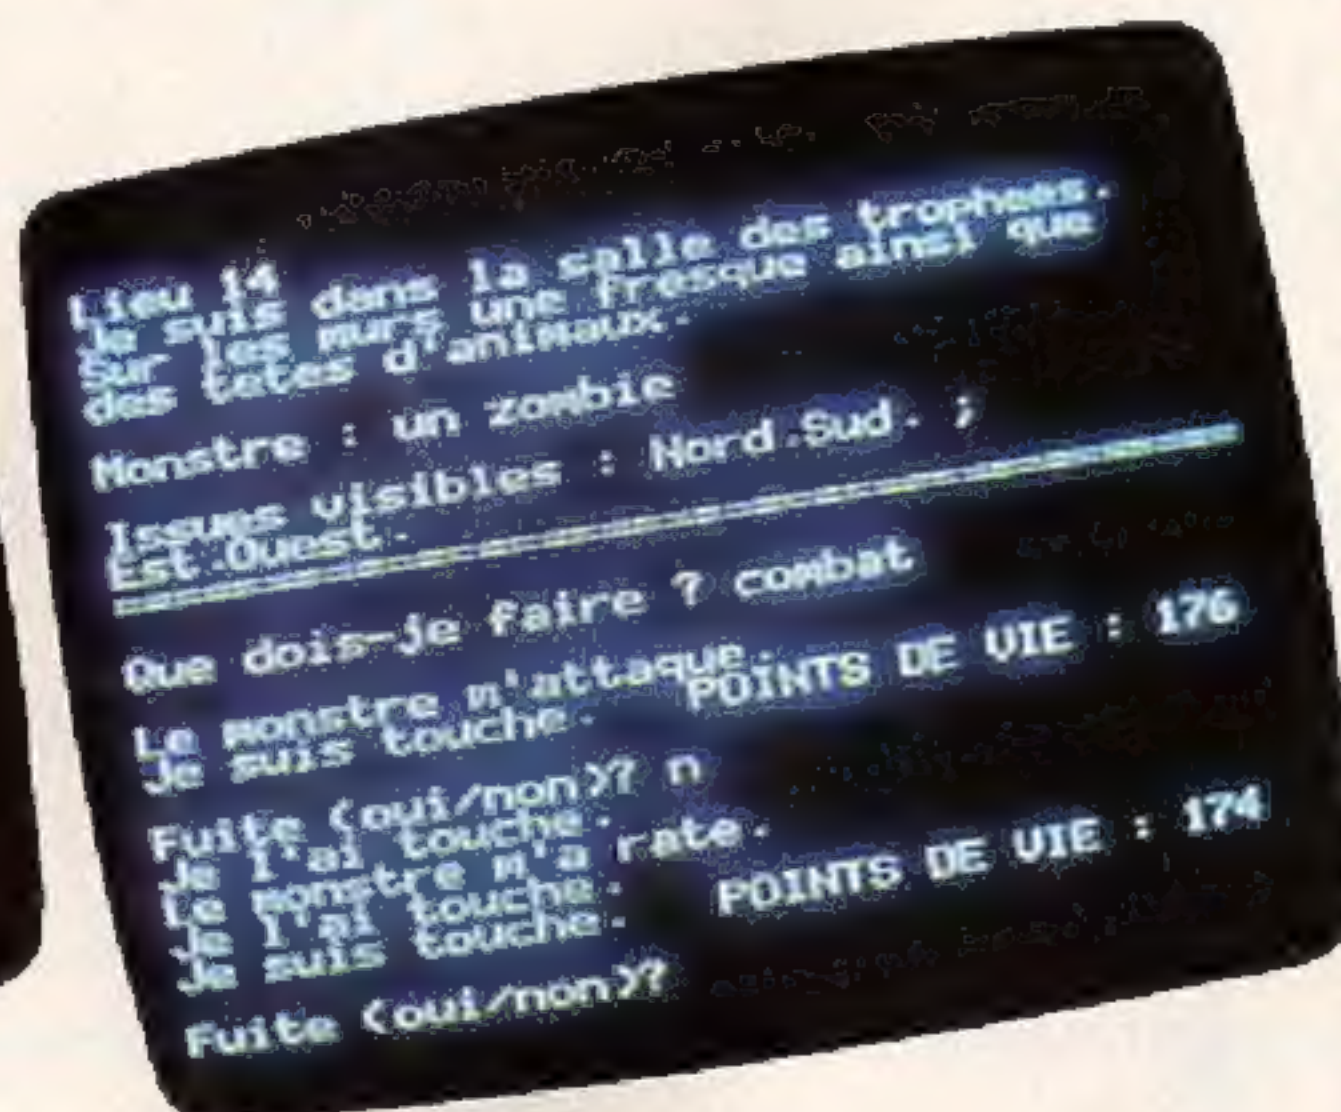 Lieu 14
Je suis dans la salle des trophees.
Sur les murs une fresque ainsi que
des tetes d'animaux.
Monstre : un zombie
Issues visibles : Nord.Sud. ;
Est.Ouest.
Que dois-je faire ? combat
Le monstre m'attaque.
Je suis touche. POINTS DE VIE : 176
Fuite (oui/non)? n
Je l'ai touche.
Le monstre m'a rate.
Je l'ai touche.
Je suis touche. POINTS DE VIE : 174
Fuite (oui/non)?